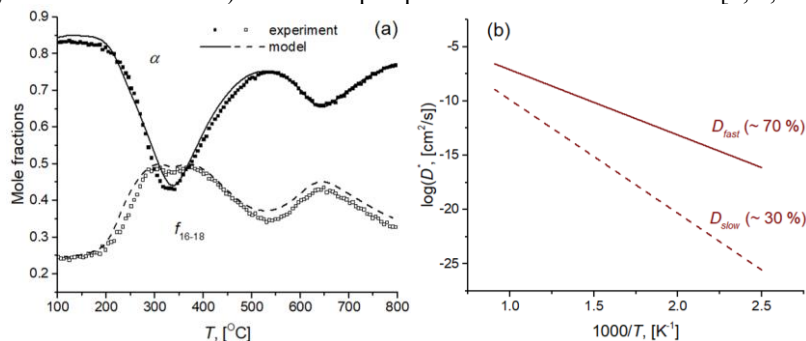 (a)
experiment
model
α
f16-18
0.9
0.8
0.7
0.6
0.5
0.4
0.3
0.2
Mole fractions
100 200 300 400 500 600 700 800
T, [OC]
(b)
-5
-10
-15
-20
-25
log(D*, [cm2/s])
Dfast (~ 70 %)
Dslow (~ 30 %)
1.0 1.5 2.0 2.5
1000/T, [K-1]